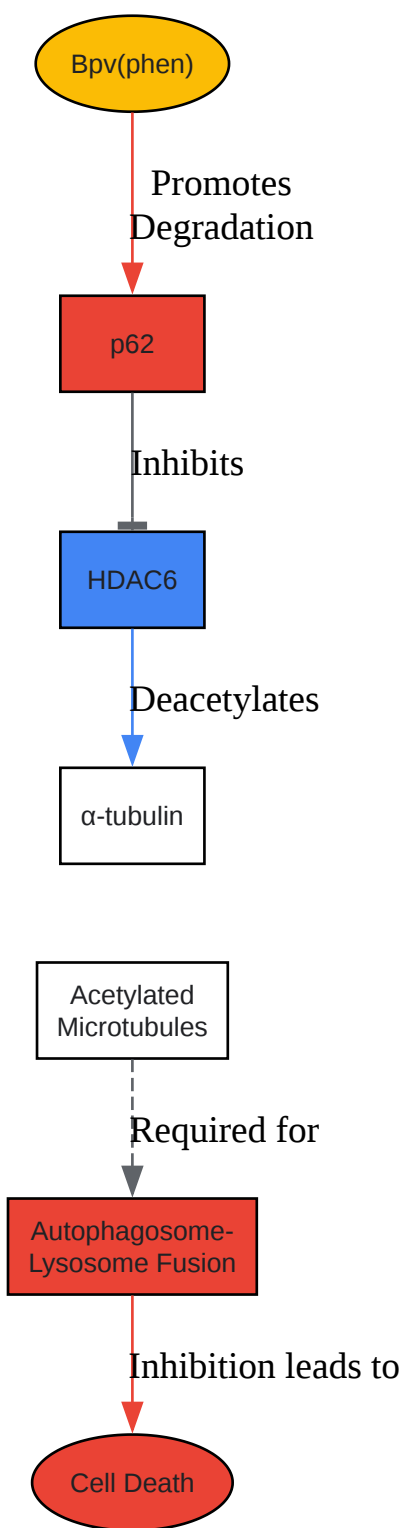 Bpv(phen)
Promotes
Degradation
p62
Inhibits
HDAC6
Deacetylates
α-tubulin
Acetylated
Microtubules
Required for
Autophagosome-
Lysosome Fusion
Inhibition leads to
Cell Death